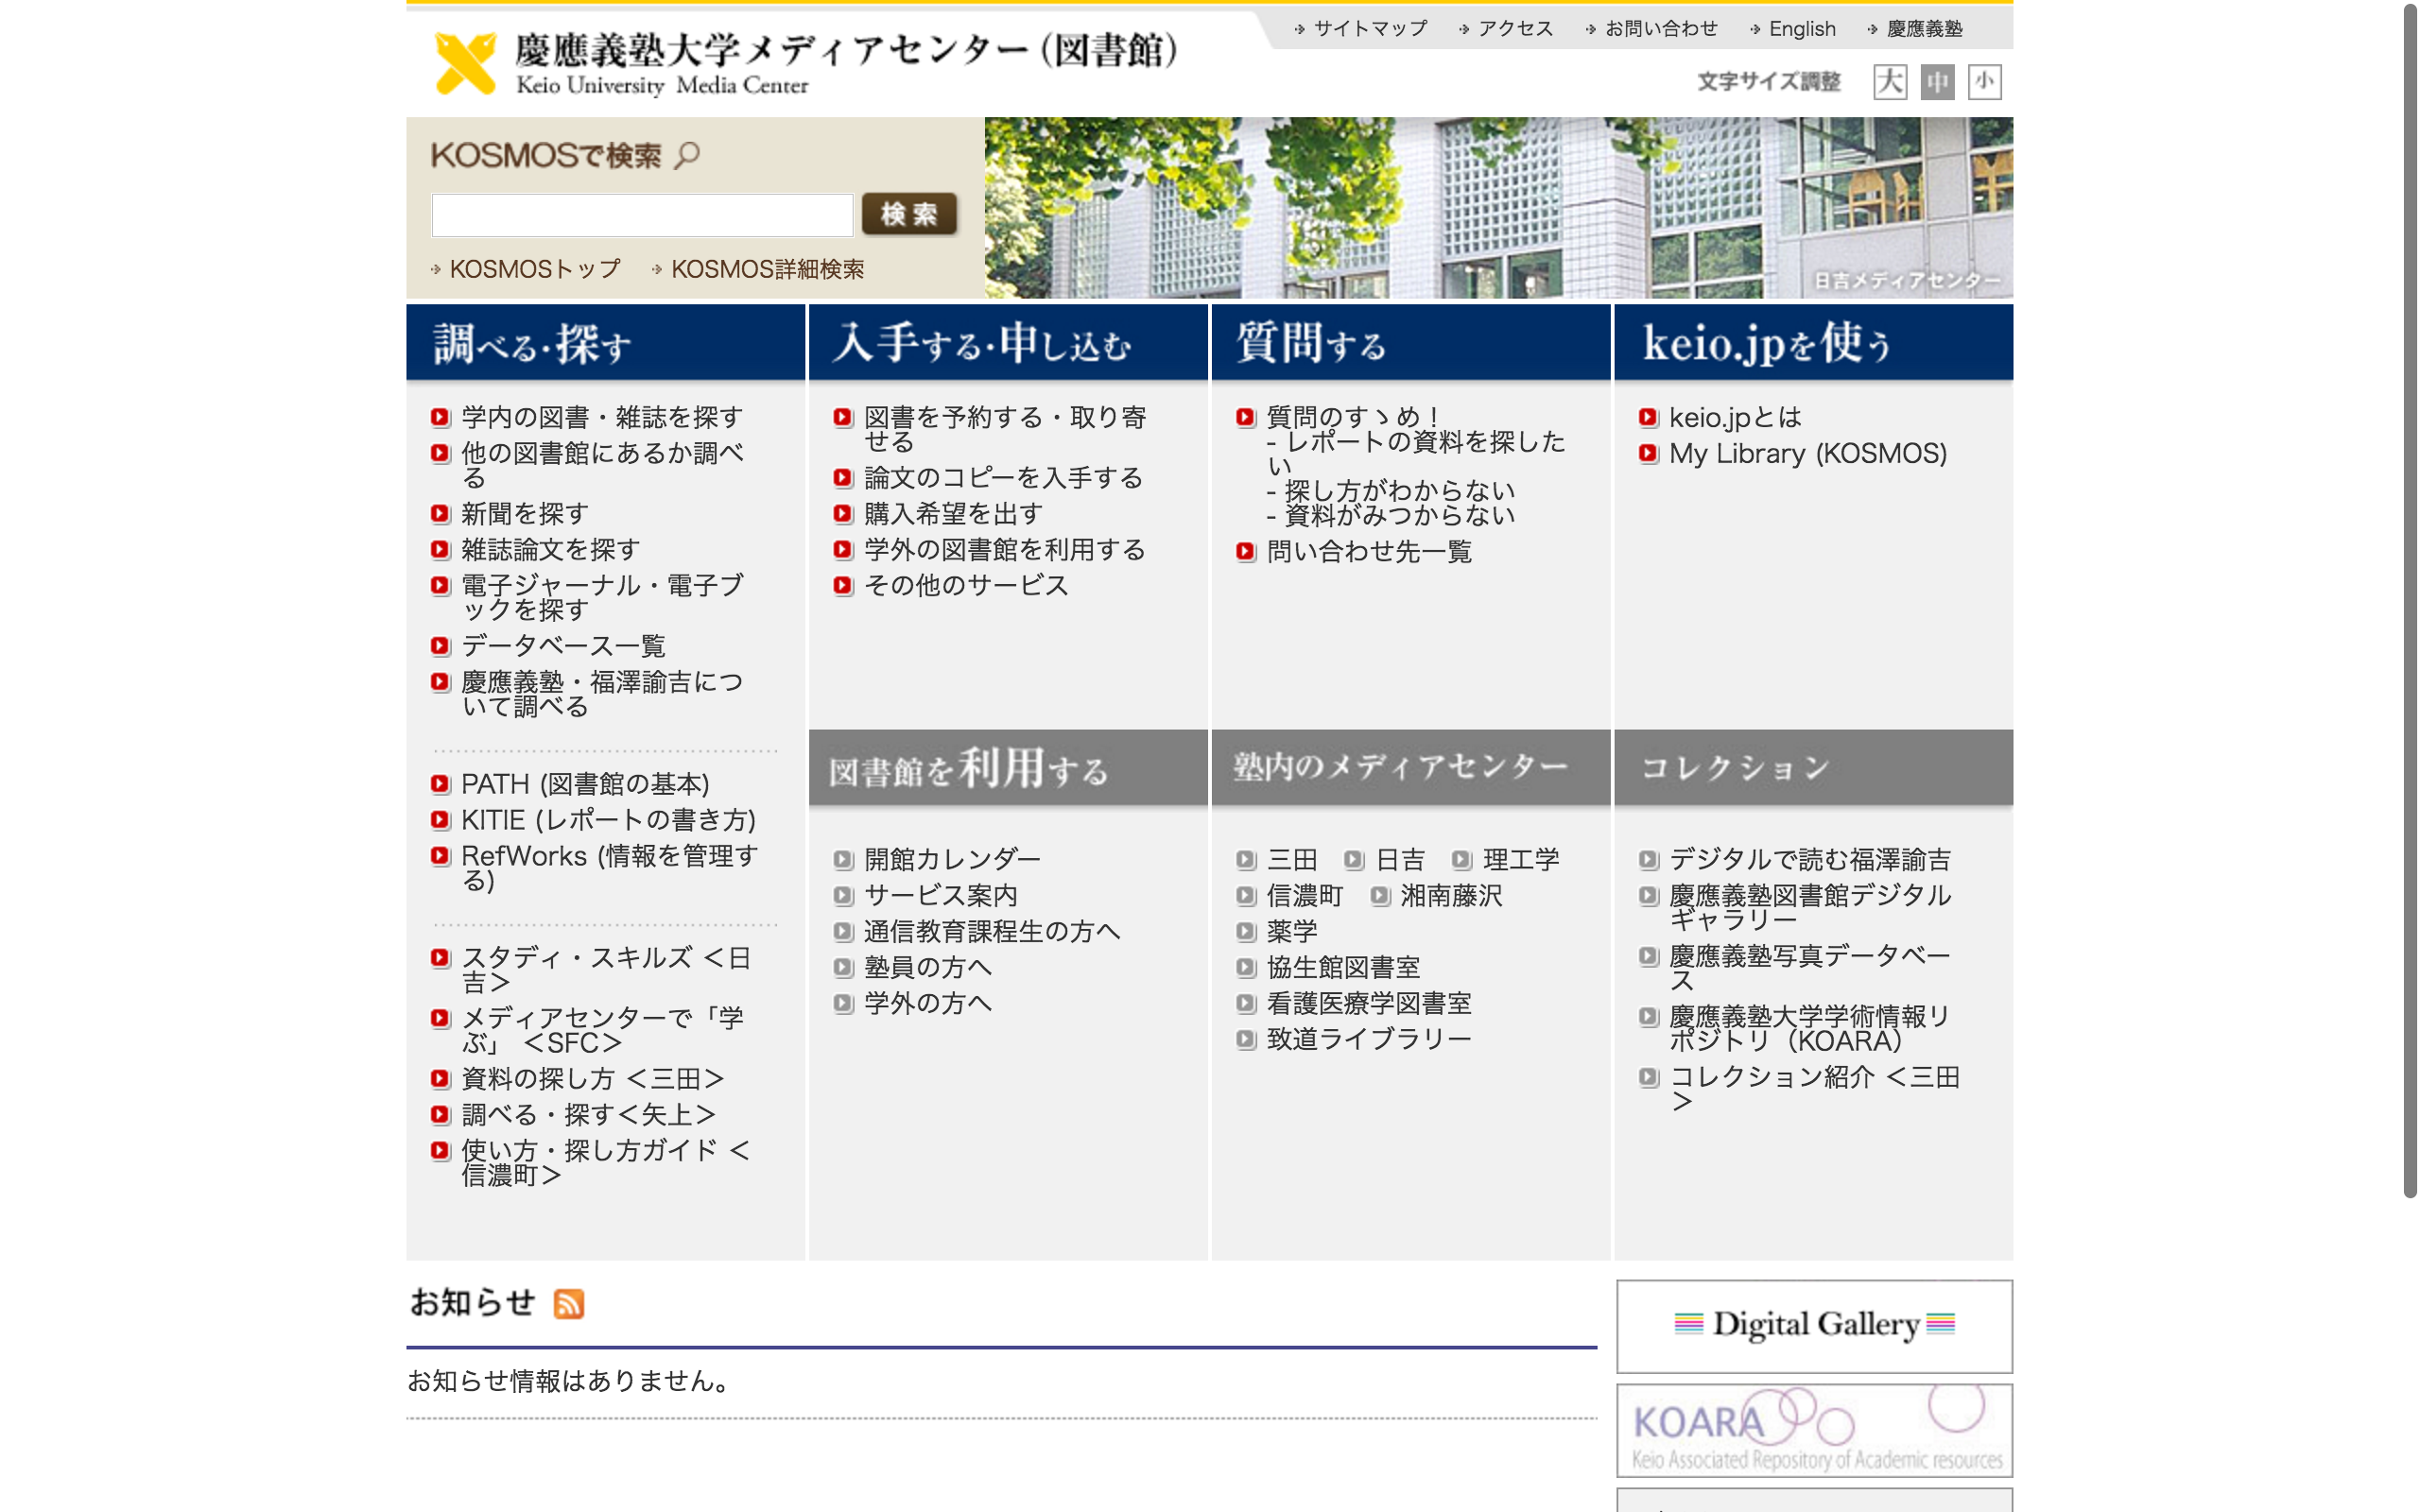 サイトマップ アクセス お問い合わせ English 慶應義塾
慶應義塾大学メディアセンター(図書館)
Keio University Media Center
文字サイズ調整 大 中 小
KOSMOSで検索
検索
KOSMOSトップ KOSMOS詳細検索
日吉メディアセンター
調べる・探す
学内の図書・雑誌を探す
他の図書館にあるか調べ
る
新聞を探す
雑誌論文を探す
電子ジャーナル・電子ブ
ックを探す
データベース一覧
慶應義塾・福澤諭吉につ
いて調べる
PATH (図書館の基本)
KITIE (レポートの書き方)
RefWorks (情報を管理す
る)
スタディ・スキルズ ＜日
吉＞
メディアセンターで「学
ぶ」 ＜SFC＞
資料の探し方 ＜三田＞
調べる・探す＜矢上＞
使い方・探し方ガイド ＜
信濃町＞
入手する・申し込む
図書を予約する・取り寄
せる
論文のコピーを入手する
購入希望を出す
学外の図書館を利用する
その他のサービス
質問する
質問のすゝめ！
- レポートの資料を探した
い
- 探し方がわからない
- 資料がみつからない
問い合わせ先一覧
keio.jpを使う
keio.jpとは
My Library (KOSMOS)
図書館を利用する
開館カレンダー
サービス案内
通信教育課程生の方へ
塾員の方へ
学外の方へ
塾内のメディアセンター
三田 日吉 理工学
信濃町 湘南藤沢
薬学
協生館図書室
看護医療学図書室
致道ライブラリー
コレクション
デジタルで読む福澤諭吉
慶應義塾図書館デジタル
ギャラリー
慶應義塾写真データベー
ス
慶應義塾大学学術情報リ
ポジトリ（KOARA）
コレクション紹介 ＜三田
＞
お知らせ
お知らせ情報はありません。
Digital Gallery
KOARA
Keio Associated Repository of Academic resources